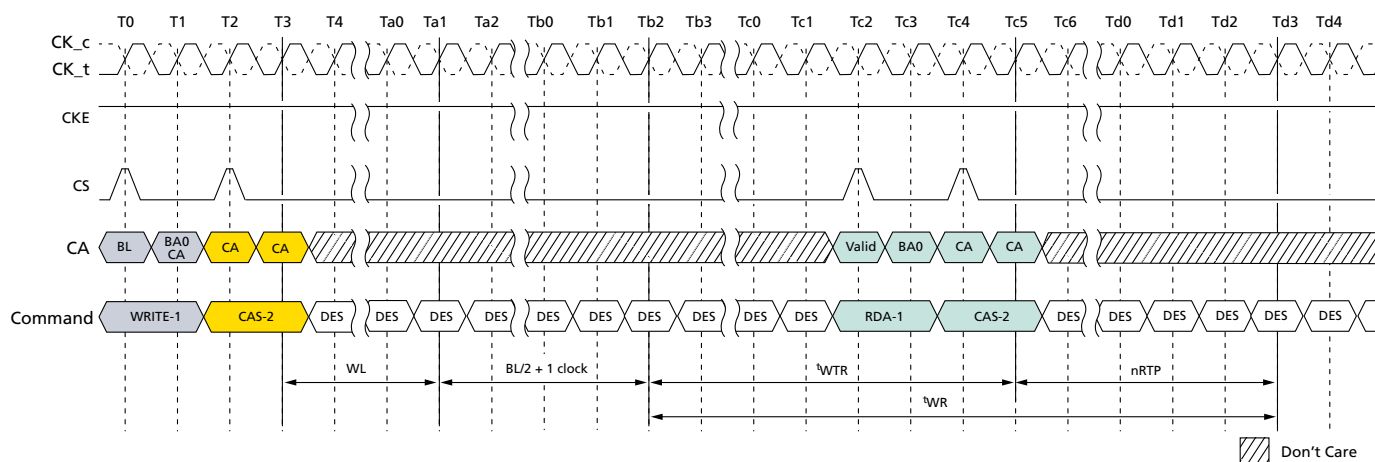 T0 T1 T2 T3 T4 Ta0 Ta1 Ta2 Tb0 Tb1 Tb2 Tb3 Tc0 Tc1 Tc2 Tc3 Tc4 Tc5 Tc6 Td0 Td1 Td2 Td3 Td4
CK_c
CK_t
CKE
CS
CA BL BA0 CA CA CA Valid BA0 CA CA
Command WRITE-1 CAS-2 DES DES DES DES DES DES DES DES DES DES RDA-1 CAS-2 DES DES DES DES DES DES
WL BL/2 + 1 clock tWTR nRTP
tWR
Don't Care